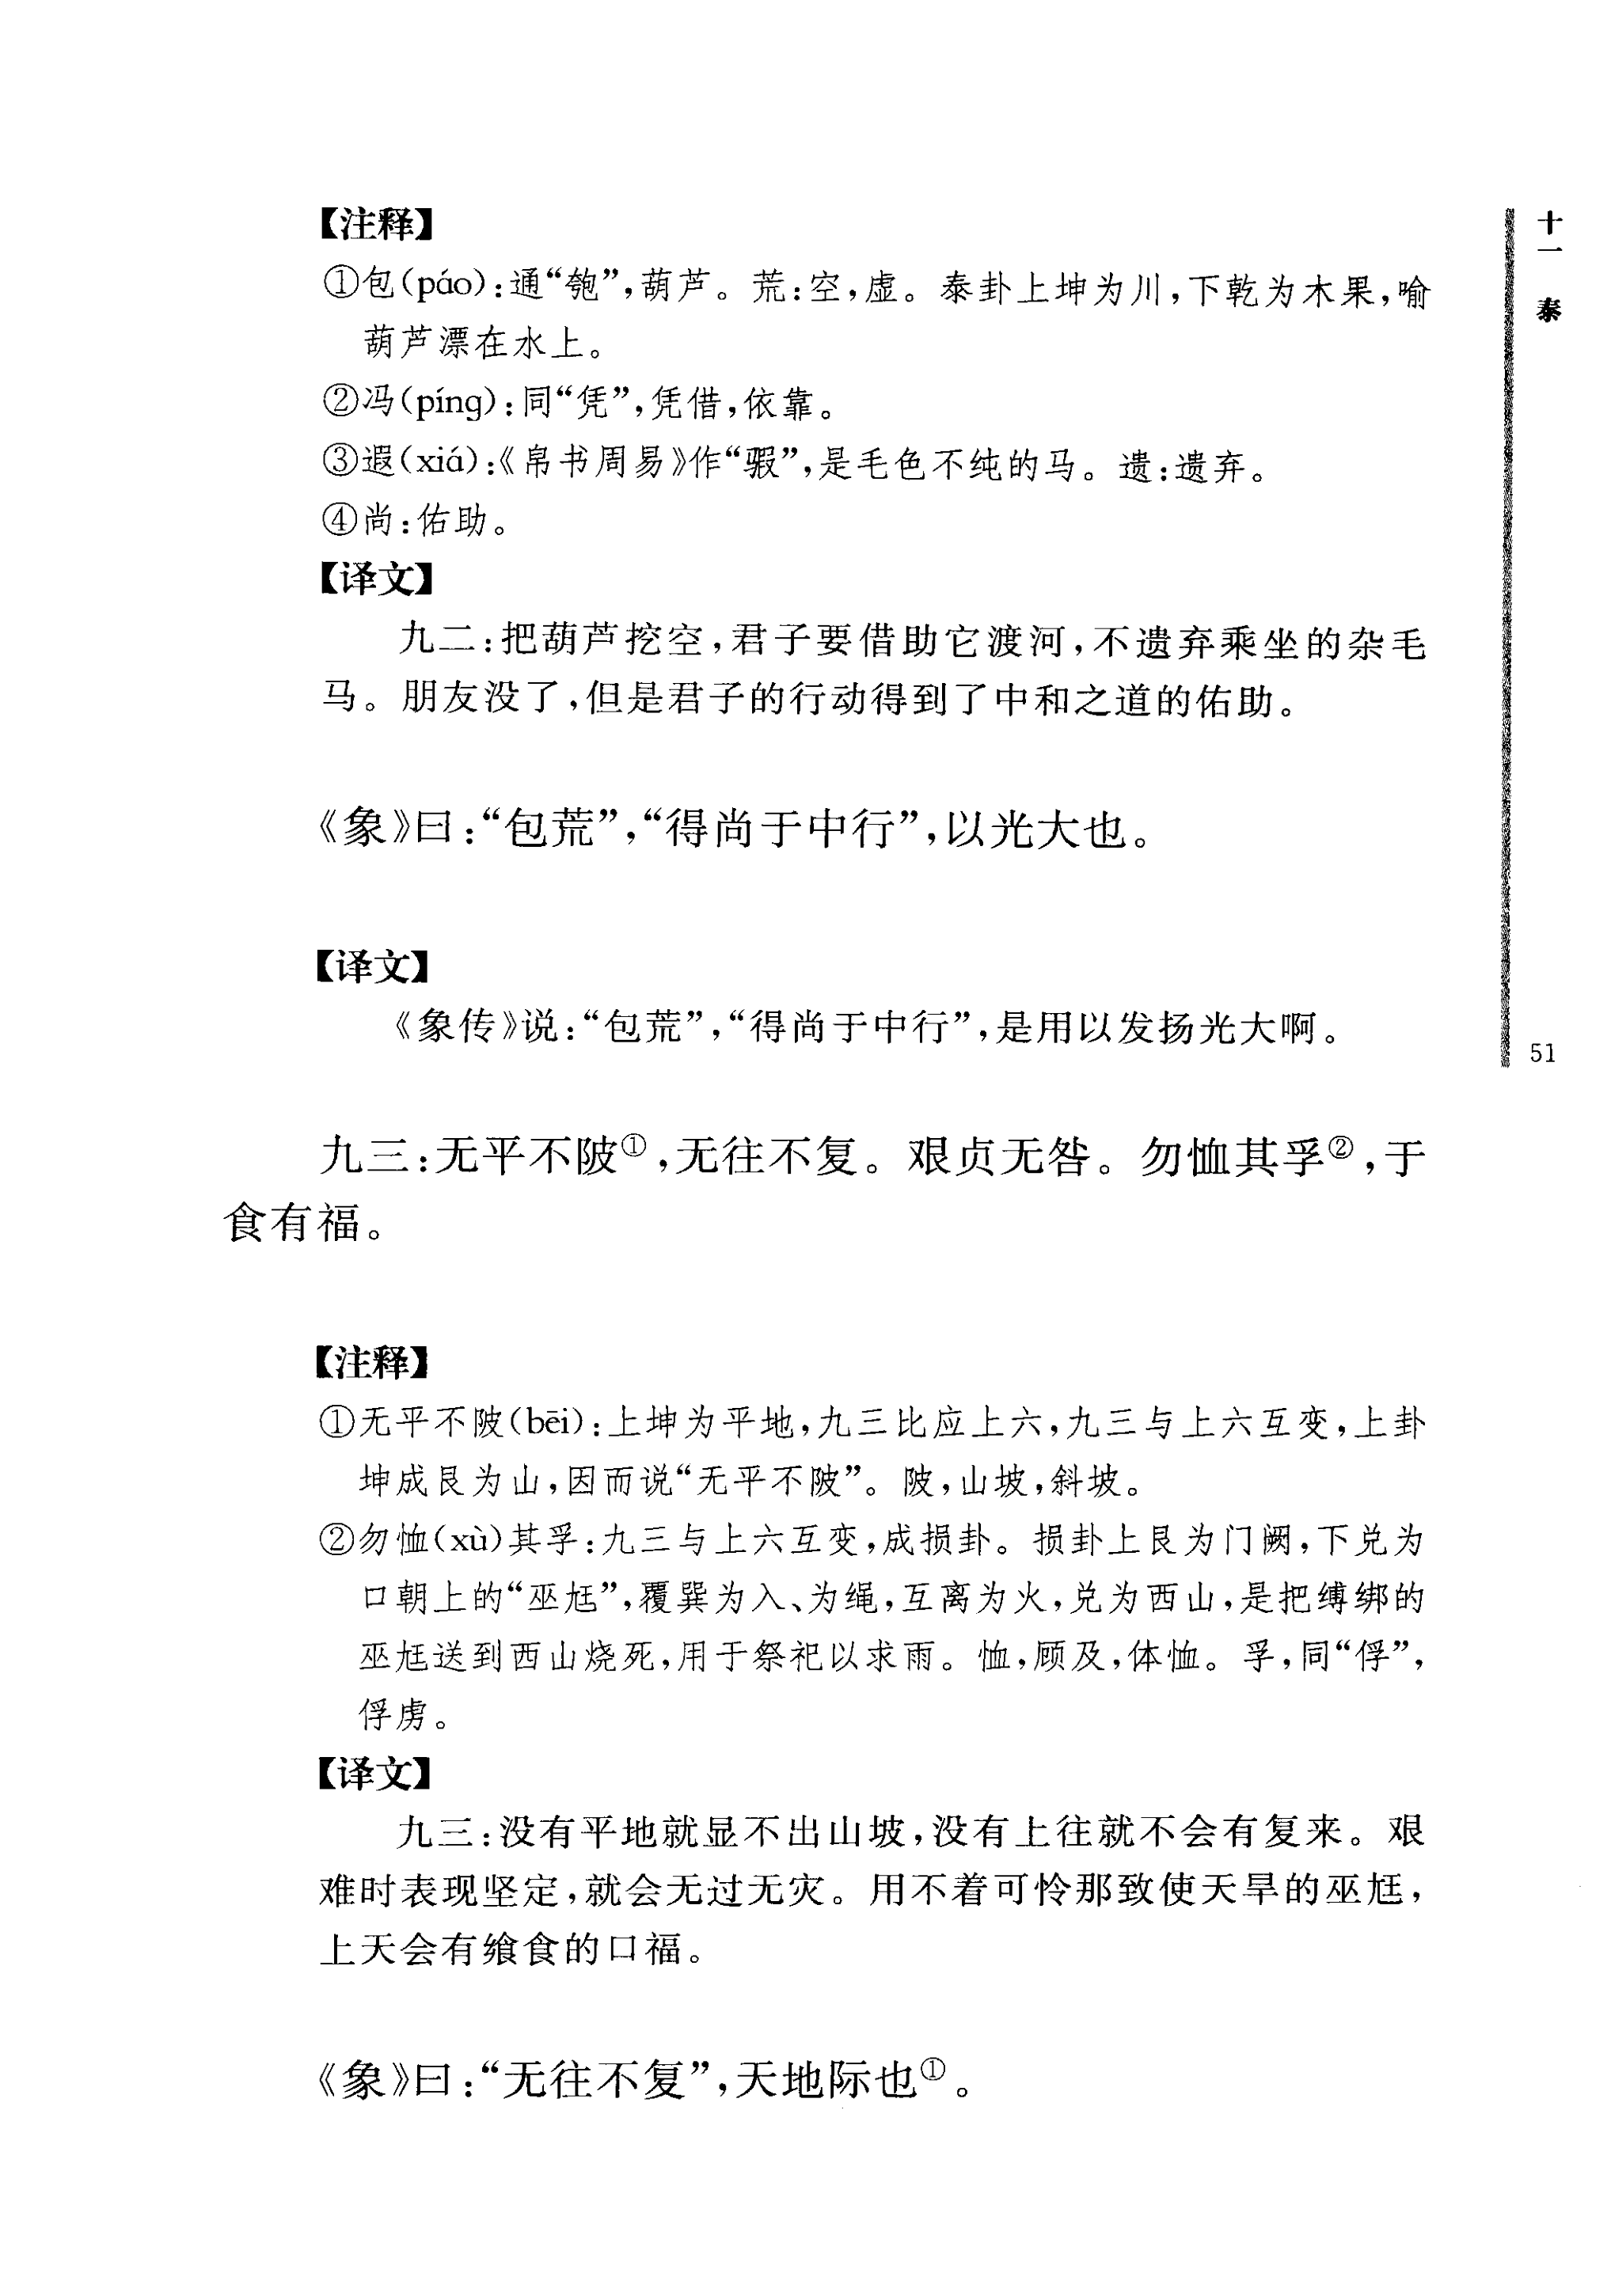 【注释】
①包(páo):通“匏”,葫芦。荒:空,虚。泰卦上坤为川,下乾为木果,喻
葫芦漂在水上。
②冯(píng):同“凭”,凭借,依靠。
③遐(xiá):《帛书周易》作“騢”,是毛色不纯的马。遗:遗弃。
④尚:佑助。
【译文】
九二:把葫芦挖空,君子要借助它渡河,不遗弃乘坐的杂毛
马。朋友没了,但是君子的行动得到了中和之道的佑助。
《象》曰:“包荒”,“得尚于中行”,以光大也。
【译文】
《象传》说:“包荒”,“得尚于中行”,是用以发扬光大啊。
九三:无平不陂①,无往不复。艰贞无咎。勿恤其孚②,于
食有福。
【注释】
①无平不陂(bēi):上坤为平地,九三比应上六,九三与上六互变,上卦
坤成艮为山,因而说“无平不陂”。陂,山坡,斜坡。
②勿恤(xù)其孚:九三与上六互变,成损卦。损卦上艮为门阙,下兑为
口朝上的“巫尪”,覆巽为入、为绳,互离为火,兑为西山,是把缚绑的
巫尪送到西山烧死,用于祭祀以求雨。恤,顾及,体恤。孚,同“俘”,
俘虏。
【译文】
九三:没有平地就显不出山坡,没有上往就不会有复来。艰
难时表现坚定,就会无过无灾。用不着可怜那致使天旱的巫尪,
上天会有飨食的口福。
《象》曰:“无往不复”,天地际也①。
十一 泰
51